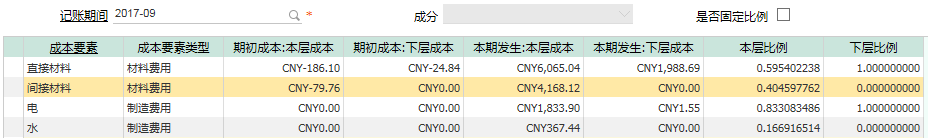 记账期间 2017-09 * 成分 是否固定比例
成本要素 成本要素类型 期初成本:本层成本 期初成本:下层成本 本期发生:本层成本 本期发生:下层成本 本层比例 下层比例
直接材料 材料费用 CNY-186.10 CNY-24.84 CNY6,065.04 CNY1,988.69 0.595402238 1.000000000
间接材料 材料费用 CNY-79.76 CNY0.00 CNY4,168.12 CNY0.00 0.404597762 0.000000000
电 制造费用 CNY0.00 CNY0.00 CNY1,833.90 CNY1.55 0.833083486 1.000000000
水 制造费用 CNY0.00 CNY0.00 CNY367.44 CNY0.00 0.166916514 0.000000000